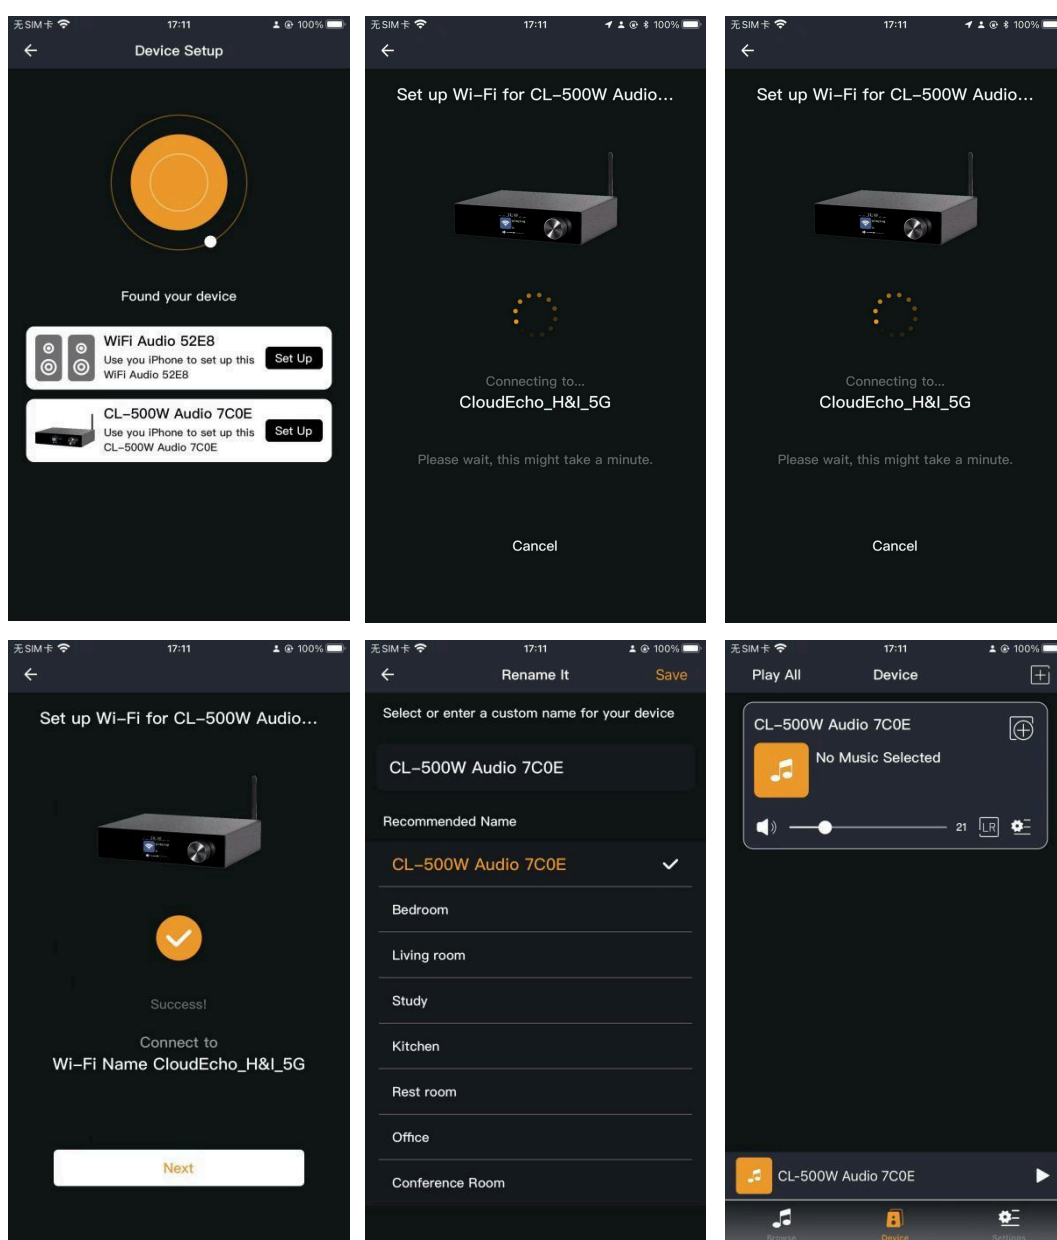 无SIM卡 17:11 100%
Device Setup
Found your device
WiFi Audio 52E8
Use you iPhone to set up this
WiFi Audio 52E8
Set Up
CL-500W Audio 7C0E
Use you iPhone to set up this
CL-500W Audio 7C0E
Set Up
无SIM卡 17:11 100%
Set up Wi-Fi for CL-500W Audio...
Connecting to...
CloudEcho_H&I_5G
Please wait, this might take a minute.
Cancel
无SIM卡 17:11 100%
Set up Wi-Fi for CL-500W Audio...
Connecting to...
CloudEcho_H&I_5G
Please wait, this might take a minute.
Cancel
无SIM卡 17:11 100%
Set up Wi-Fi for CL-500W Audio...
Success!
Connect to
Wi-Fi Name CloudEcho_H&I_5G
Next
无SIM卡 17:11 100%
Rename It Save
Select or enter a custom name for your device
CL-500W Audio 7C0E
Recommended Name
CL-500W Audio 7C0E
Bedroom
Living room
Study
Kitchen
Rest room
Office
Conference Room
无SIM卡 17:11 100%
Play All Device
CL-500W Audio 7C0E
No Music Selected
21 LR
CL-500W Audio 7C0E
Browse Device Settings